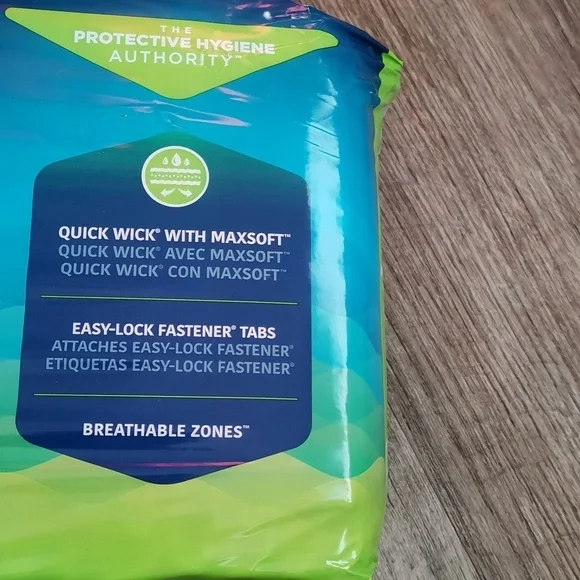 THE
PROTECTIVE HYGIENE
AUTHORITY™
QUICK WICK® WITH MAXSOFT™
QUICK WICK® AVEC MAXSOFT™
QUICK WICK® CON MAXSOFT™
EASY-LOCK FASTENER® TABS
ATTACHES EASY-LOCK FASTENER®
ETIQUETAS EASY-LOCK FASTENER®
BREATHABLE ZONES™